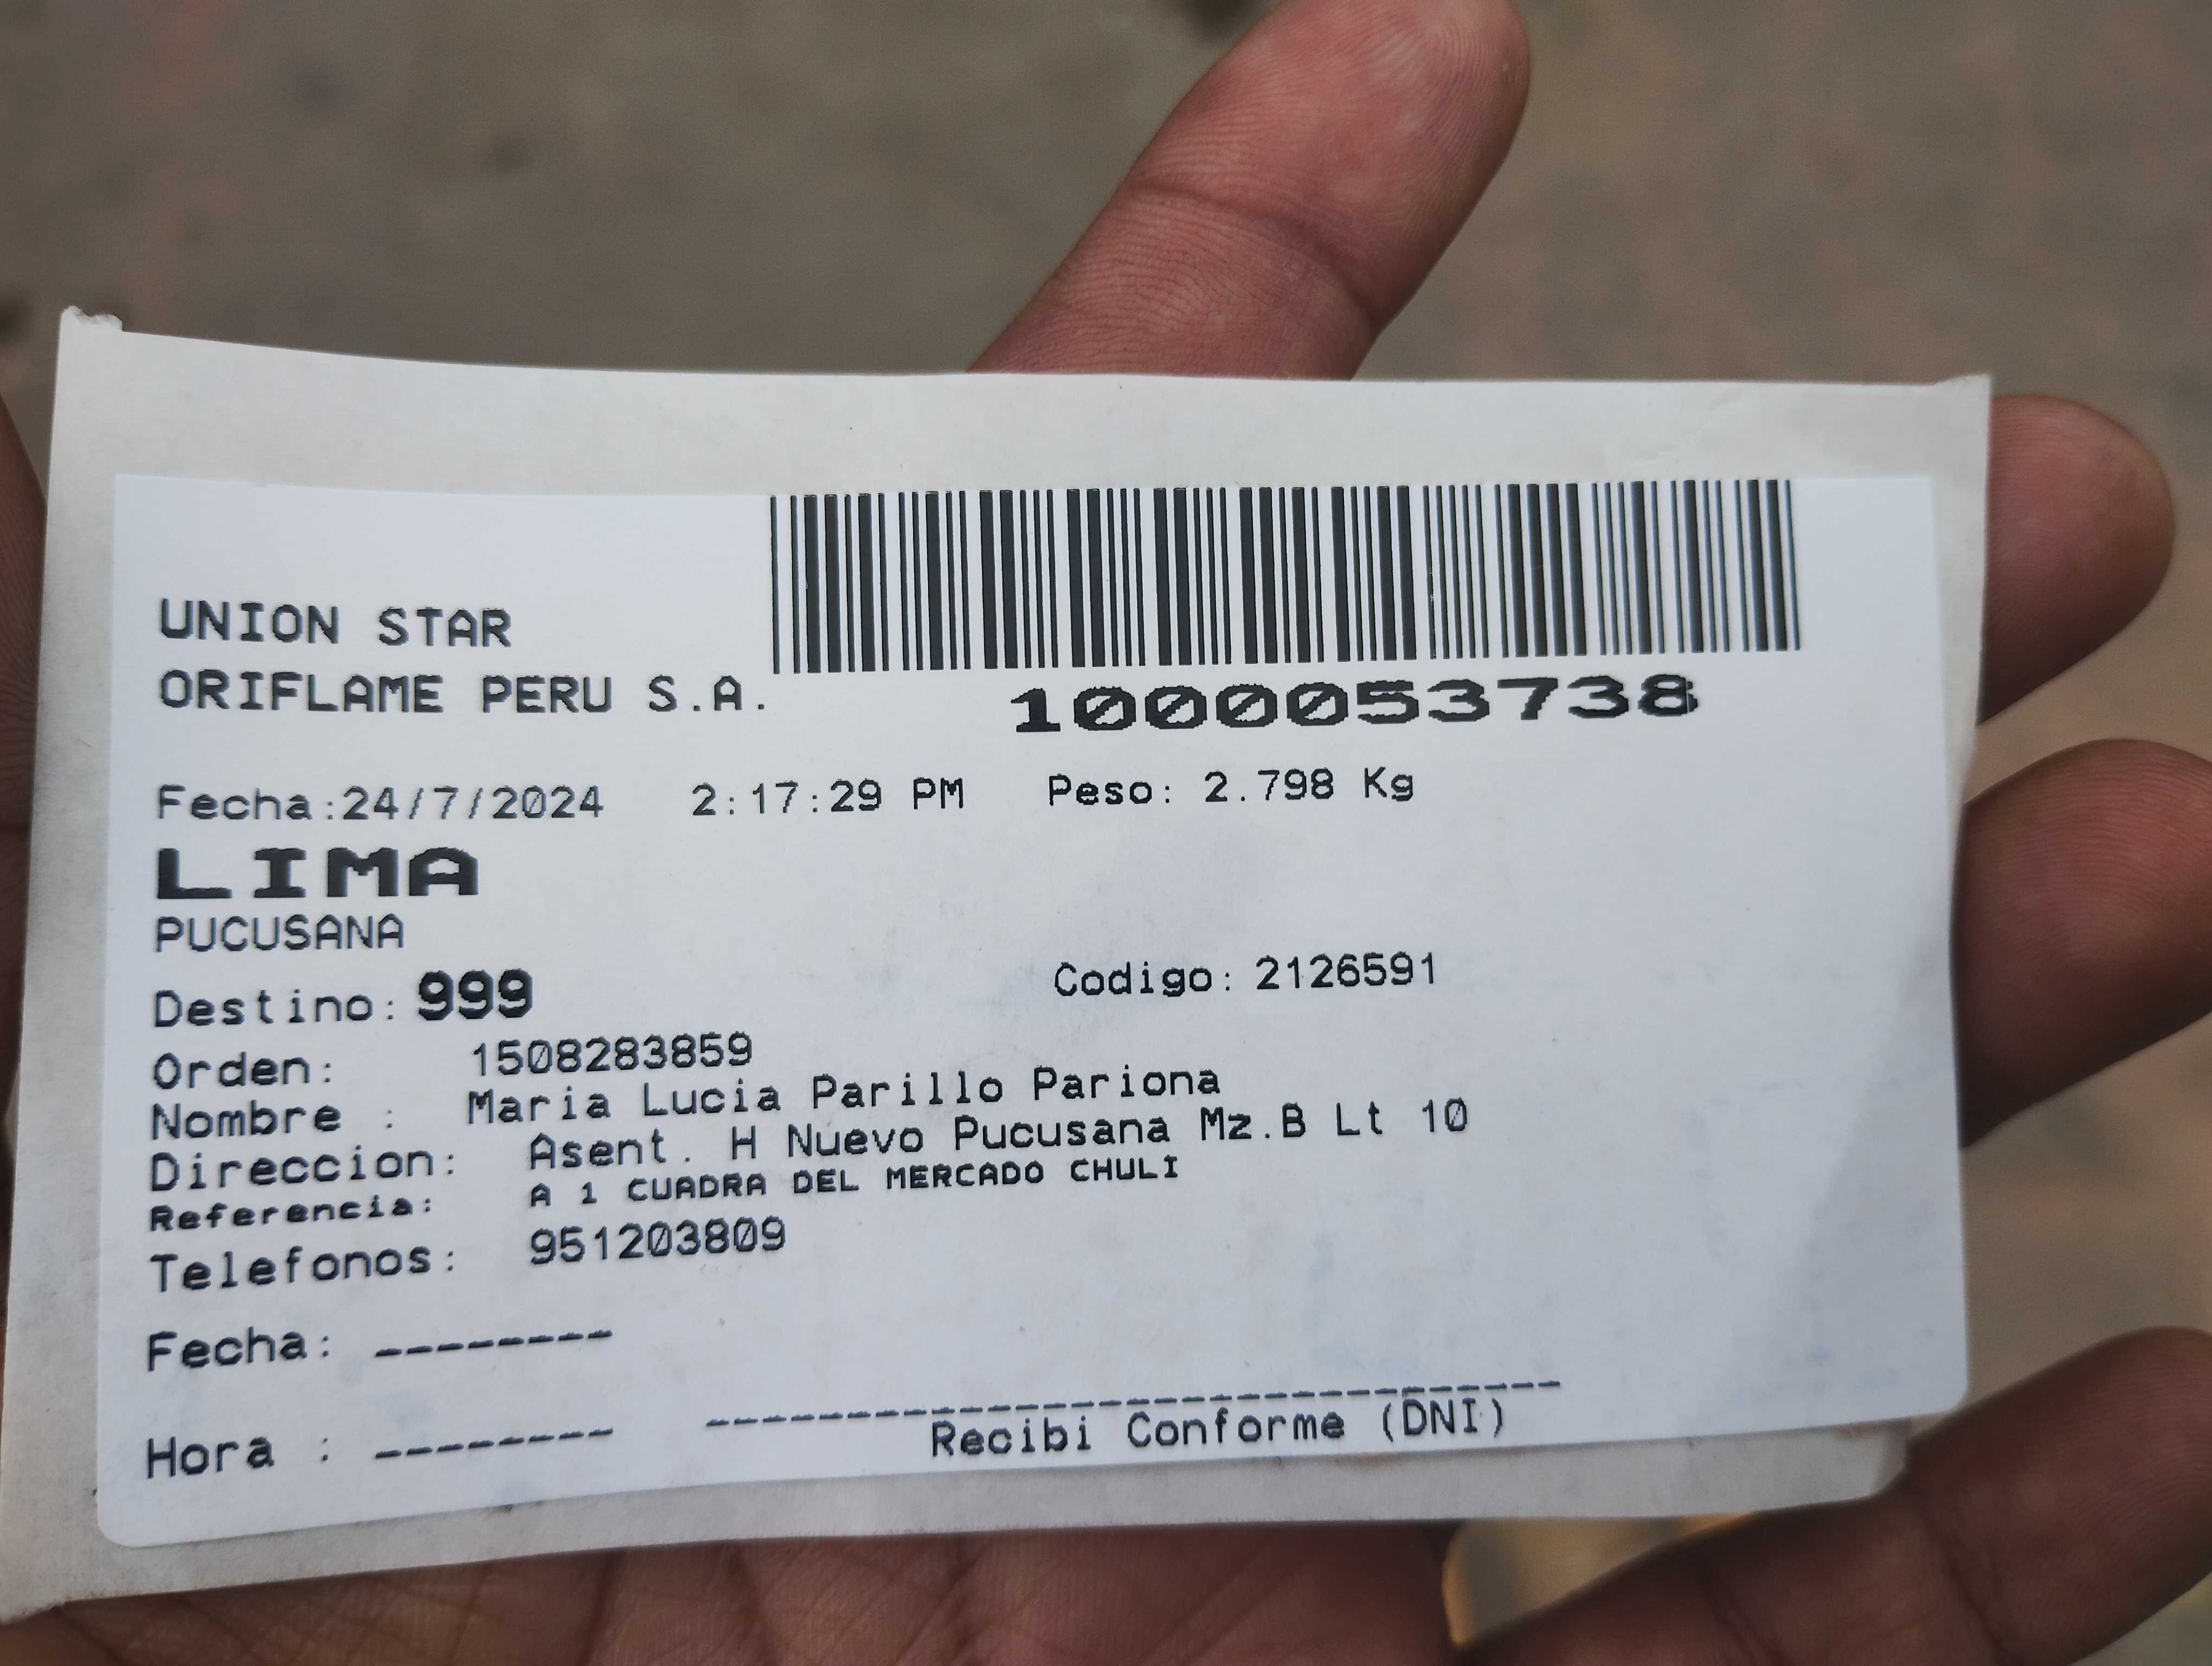 UNION STAR
ORIFLAME PERU S.A.
1000053738
Fecha:24/7/2024 2:17:29 PM Peso: 2.798 Kg
LIMA
PUCUSANA
Destino: 999 Codigo: 2126591
Orden: 1508283859
Nombre : Maria Lucia Parillo Pariona
Direccion: Asent. H Nuevo Pucusana Mz.B Lt 10
Referencia: A 1 CUADRA DEL MERCADO CHULI
Telefonos: 951203809
Fecha: --------
Hora : --------
Recibi Conforme (DNI)